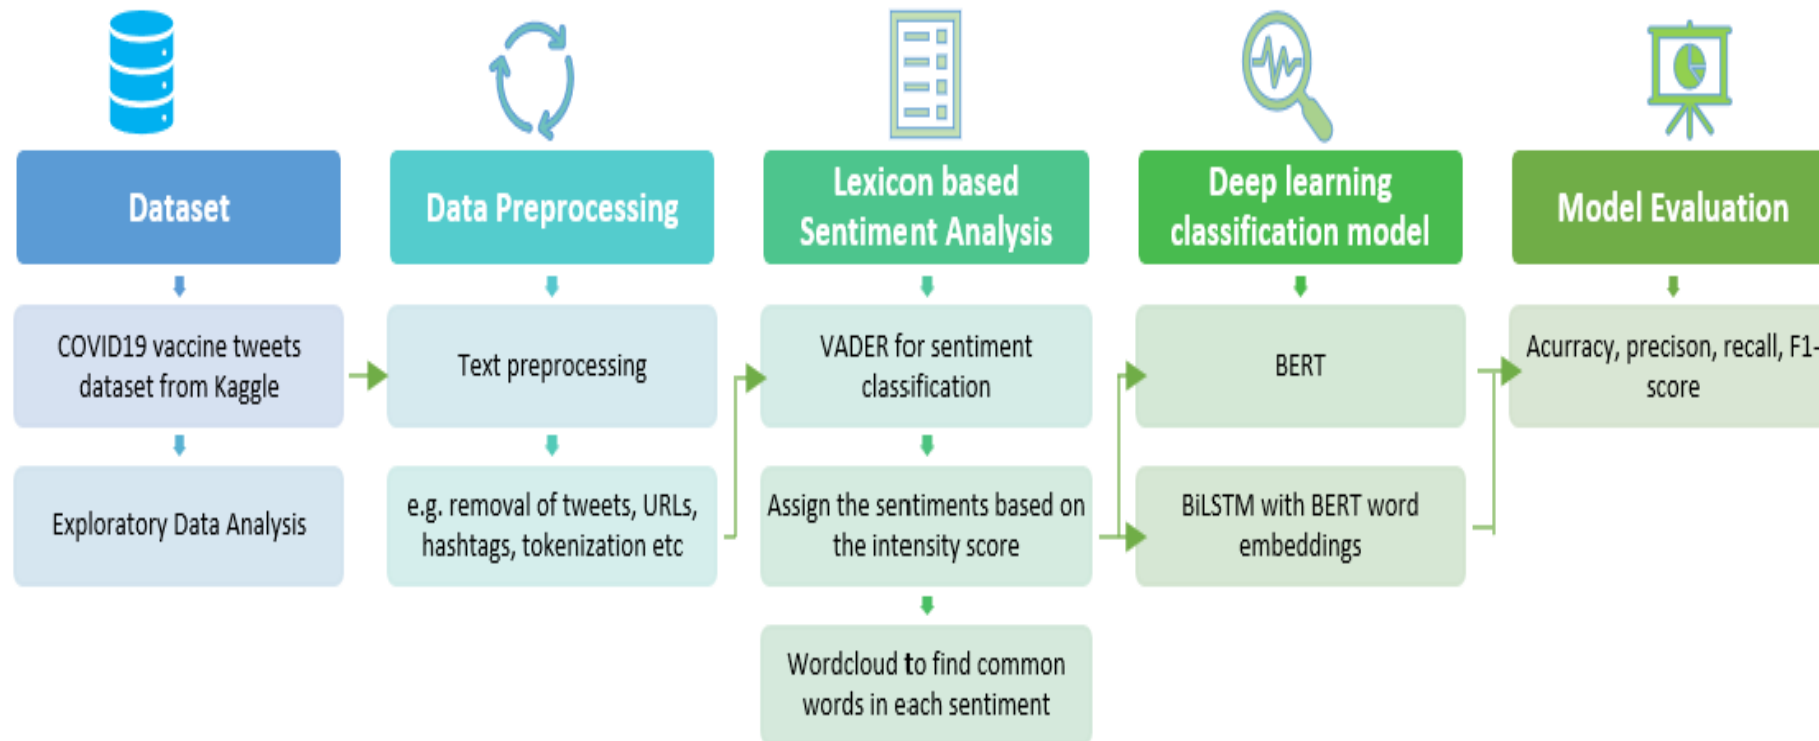 Dataset
Data Preprocessing
Lexicon based
Sentiment Analysis
Deep learning
classification model
Model Evaluation
COVID19 vaccine tweets
dataset from Kaggle
Text preprocessing
VADER for sentiment
classification
BERT
Acurracy, precison, recall, F1-
score
Exploratory Data Analysis
e.g. removal of tweets, URLs,
hashtags, tokenization etc
Assign the sentiments based on
the intensity score
BiLSTM with BERT word
embeddings
Wordcloud to find common
words in each sentiment